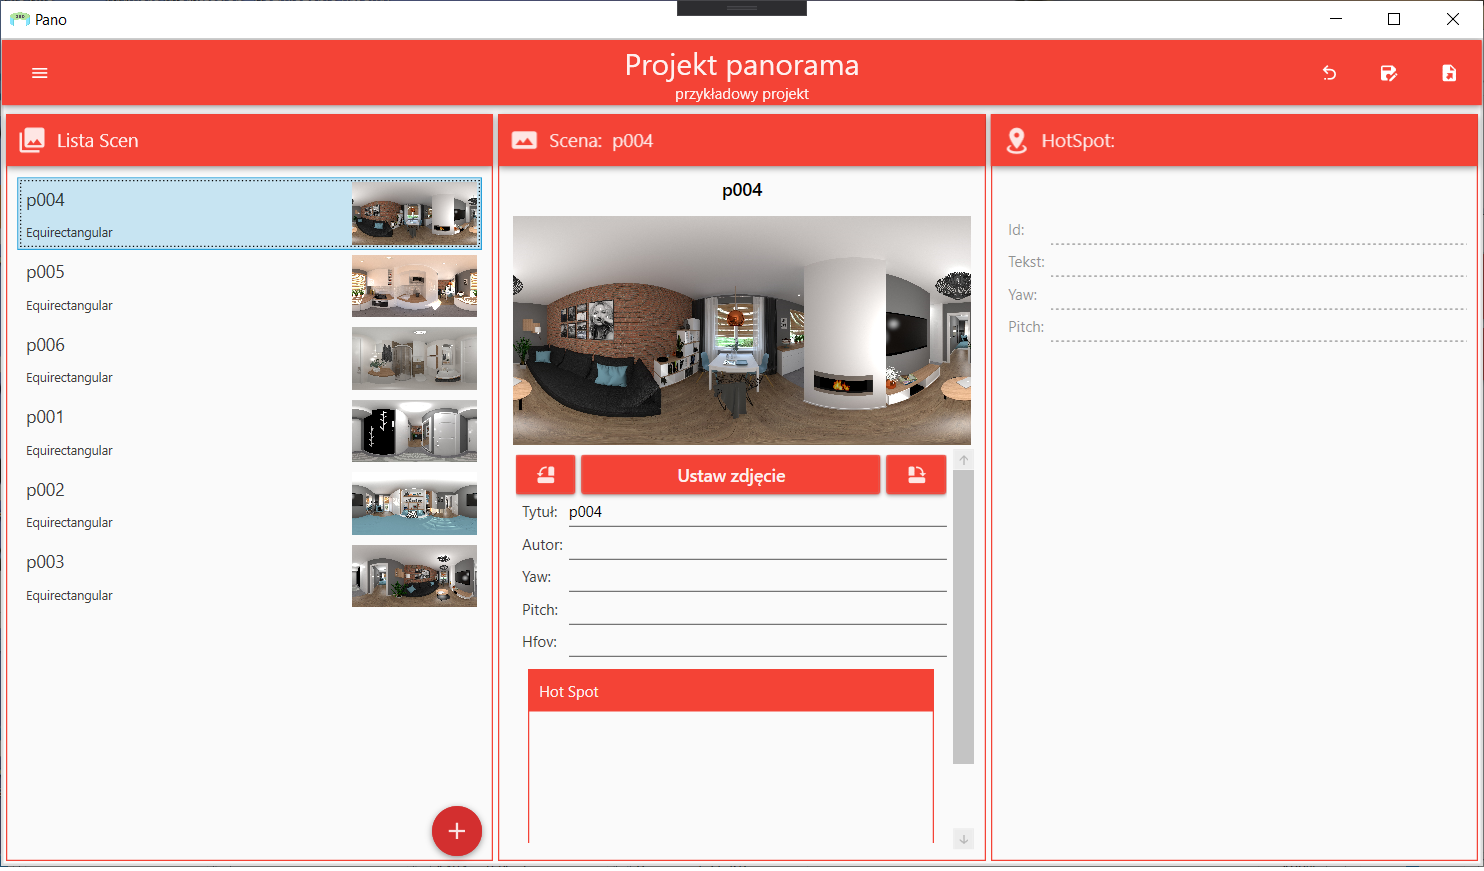 Pano
Projekt panorama
przykładowy projekt
Lista Scen
p004
Equirectangular
p005
Equirectangular
p006
Equirectangular
p001
Equirectangular
p002
Equirectangular
p003
Equirectangular
Scena: p004
p004
Ustaw zdjęcie
Tytuł: p004
Autor:
Yaw:
Pitch:
Hfov:
Hot Spot
HotSpot:
Id:
Tekst:
Yaw:
Pitch: